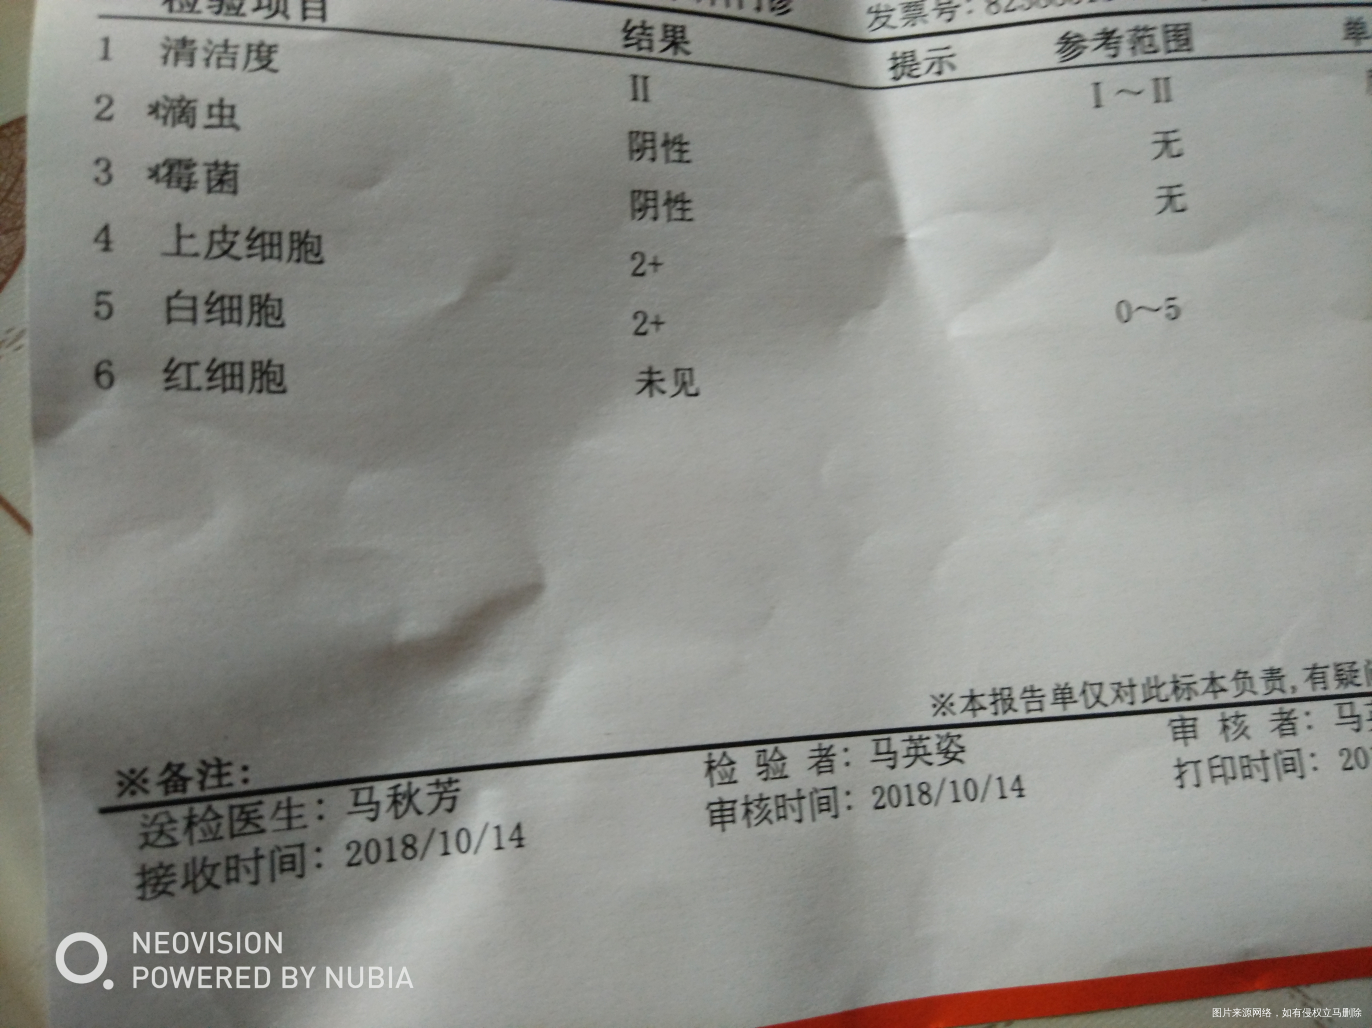 检验项目
发票号：
结果 提示 参考范围 单
1 清洁度 II I～II
2 *滴虫 阴性 无
3 *霉菌 阴性 无
4 上皮细胞 2+
5 白细胞 2+ 0～5
6 红细胞 未见
※本报告单仅对此标本负责,有疑
※备注：
送检医生：马秋芳 检 验 者：马英姿 审 核 者：马
接收时间：2018/10/14 审核时间：2018/10/14 打印时间：20
NEOVISION
POWERED BY NUBIA
图片来源网络，如有侵权立马删除